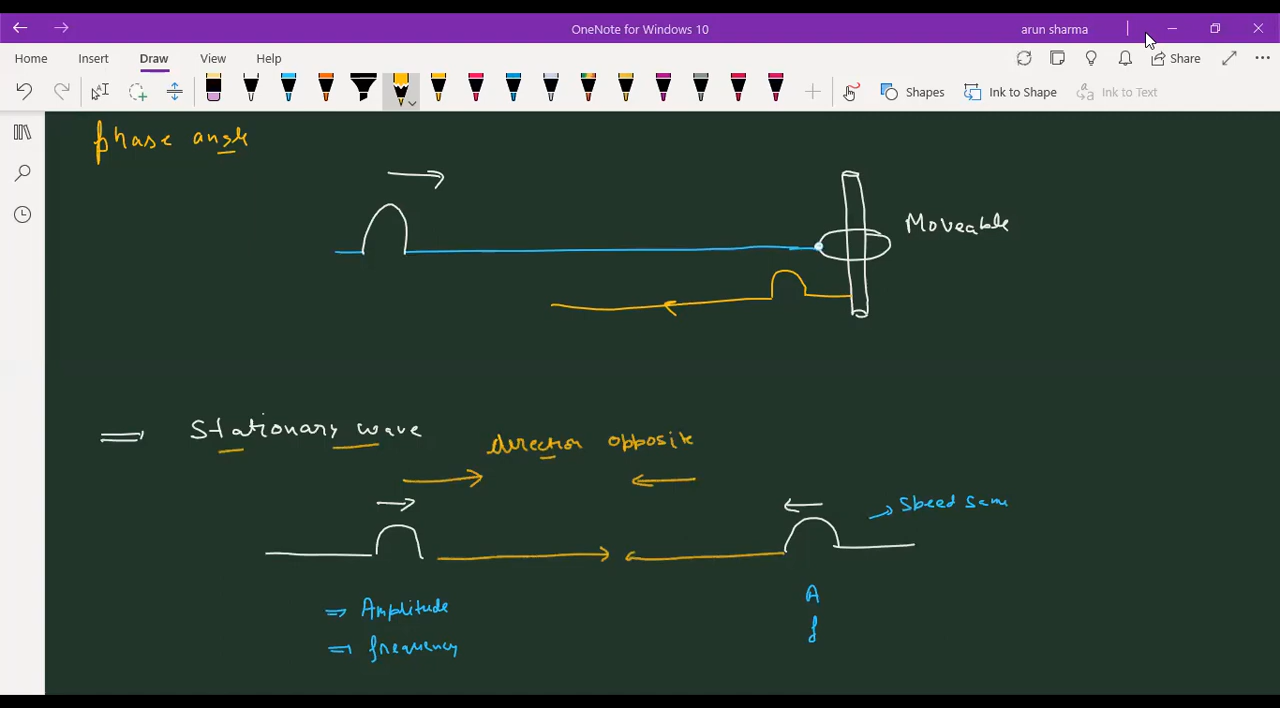 OneNote for Windows 10
arun sharma
Home Insert Draw View Help
Share
Shapes Ink to Shape Ink to Text
Phase angle
Moveable
Stationary wave
direction opposite
Speed same
Amplitude
A
frequency
f